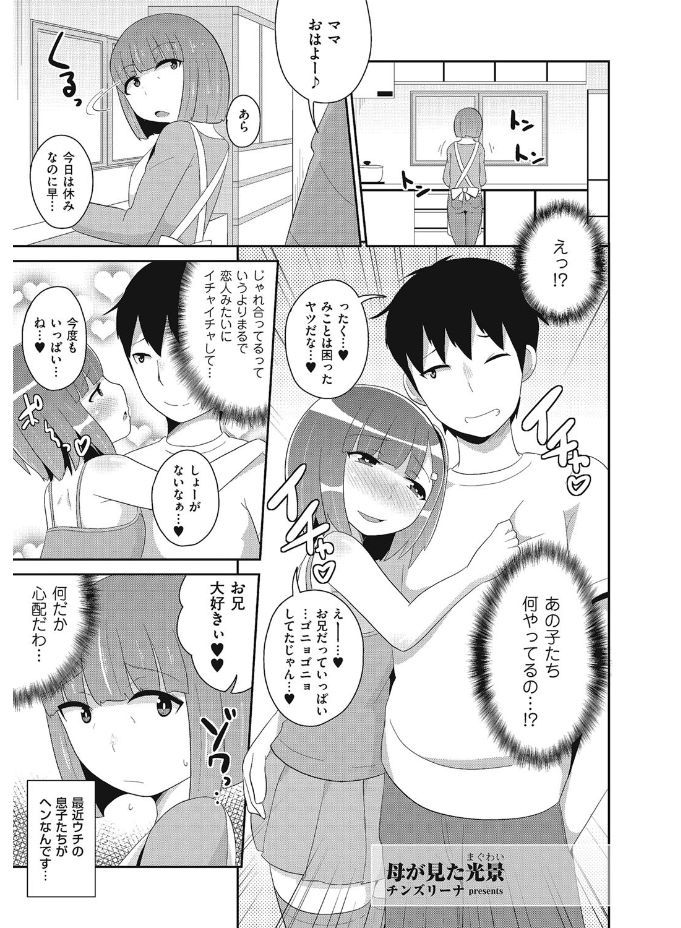 トン
トン
トン
ママ
おはよー♪
あら
くるっ
今日は休み
なのに早…
えっ!?
ったく…♥
みことは困った
ヤツだな…♥
イチャ♡
イチャ♡
えー…♥
お兄だっていっぱい
…ゴニョゴニョ
してたじゃん…♥
あの子たち
何やってるの…!?
じゃれ合ってるって
いうよりまるで
恋人みたいに
イチャイチャして…
今度も
いっぱい…
ね…♥
しょーが
ないなぁ…♥
お兄
大好きぃ♥♥
何だか
心配だわ…
ゾワっ…
最近ウチの
息子たちが
ヘンなんです…
母が見た光景
まぐわい
チンズリーナ presents